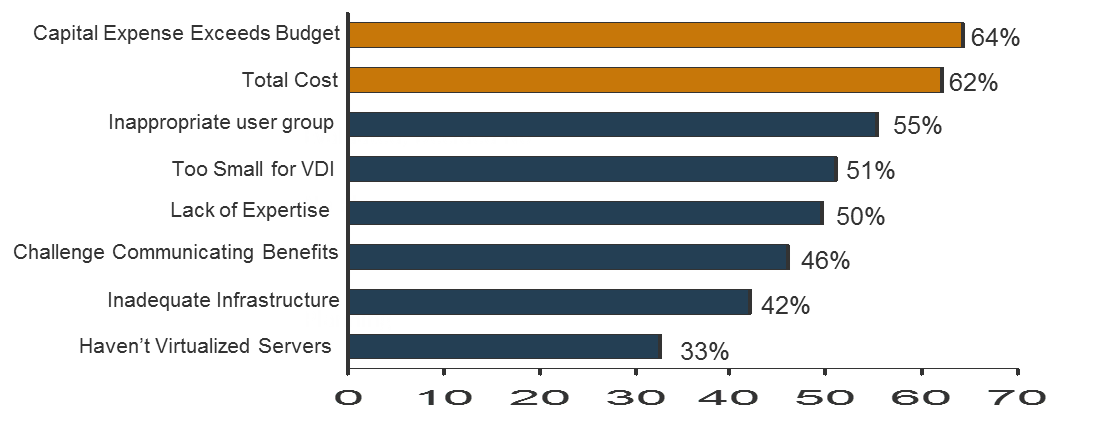 Capital Expense Exceeds Budget 64%
Total Cost 62%
Inappropriate user group 55%
Too Small for VDI 51%
Lack of Expertise 50%
Challenge Communicating Benefits 46%
Inadequate Infrastructure 42%
Haven’t Virtualized Servers 33%
0 10 20 30 40 50 60 70